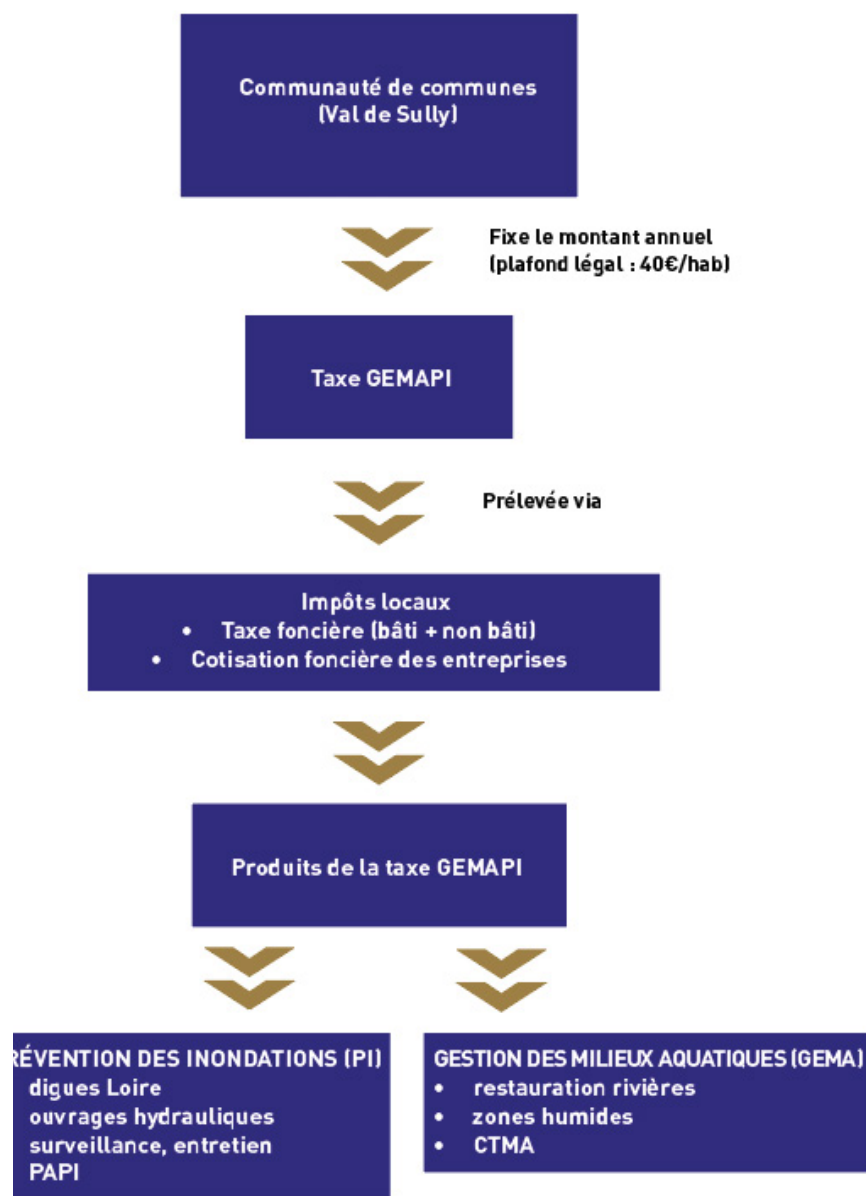 Communauté de communes
(Val de Sully)
Fixe le montant annuel
(plafond légal : 40€/hab)
Taxe GEMAPI
Prélevée via
Impôts locaux
• Taxe foncière (bâti + non bâti)
• Cotisation foncière des entreprises
Produits de la taxe GEMAPI
RÉVENTION DES INONDATIONS (PI)
digues Loire
ouvrages hydrauliques
surveillance, entretien
PAPI
GESTION DES MILIEUX AQUATIQUES (GEMA)
• restauration rivières
• zones humides
• CTMA